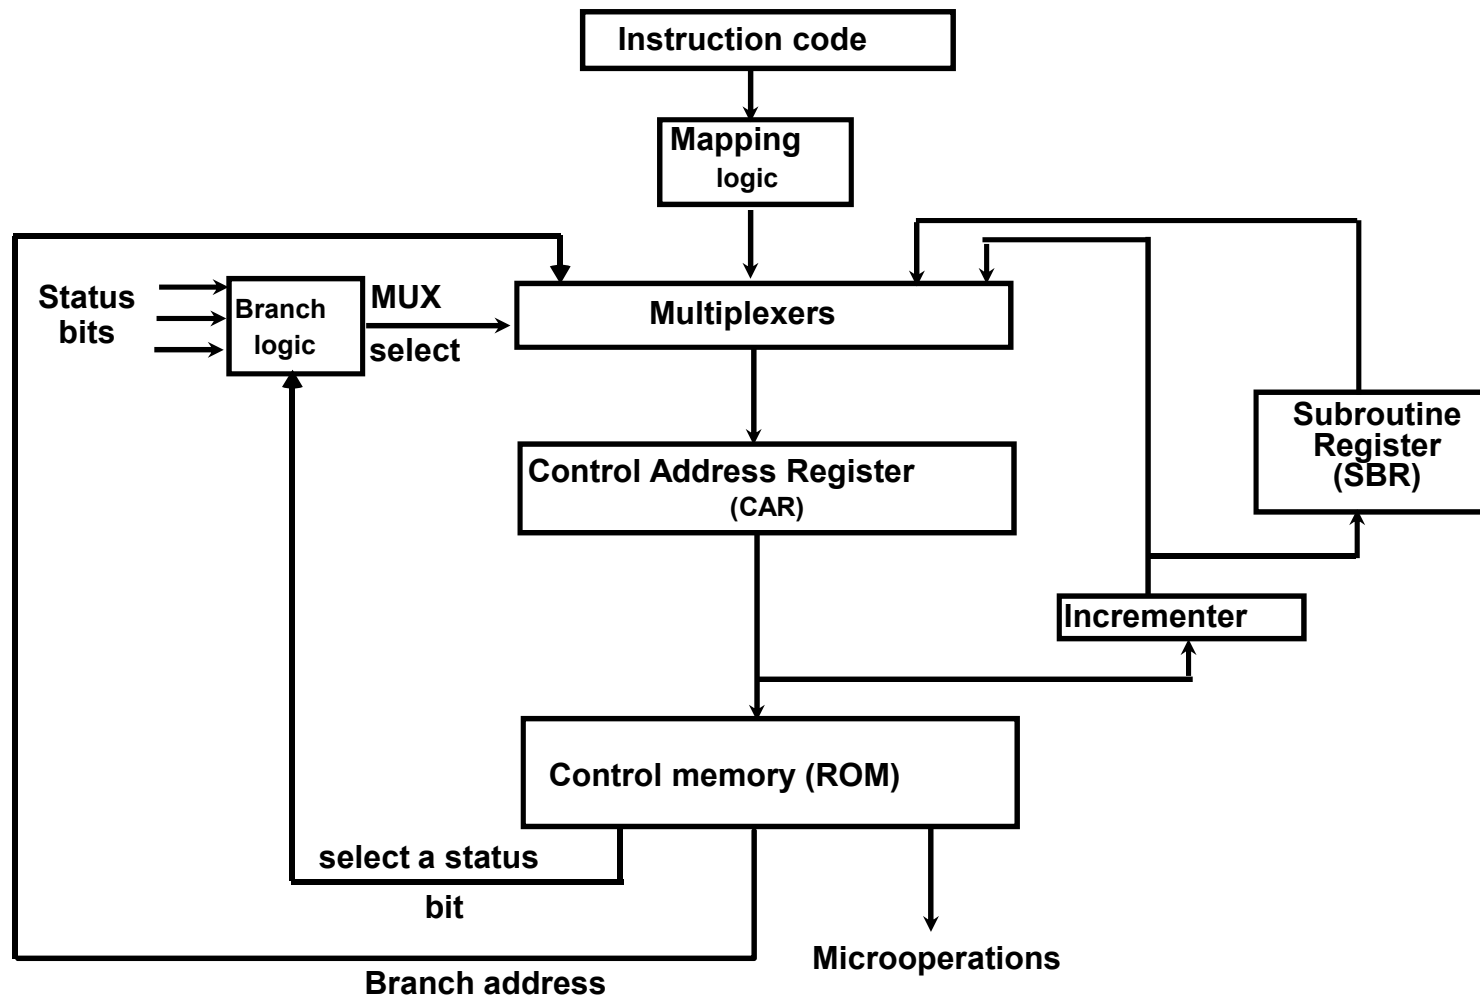 Instruction code
Mapping
logic
Status
bits
Branch
logic
MUX
select
Multiplexers
Control Address Register
(CAR)
Subroutine
Register
(SBR)
Incrementer
Control memory (ROM)
select a status
bit
Microoperations
Branch address